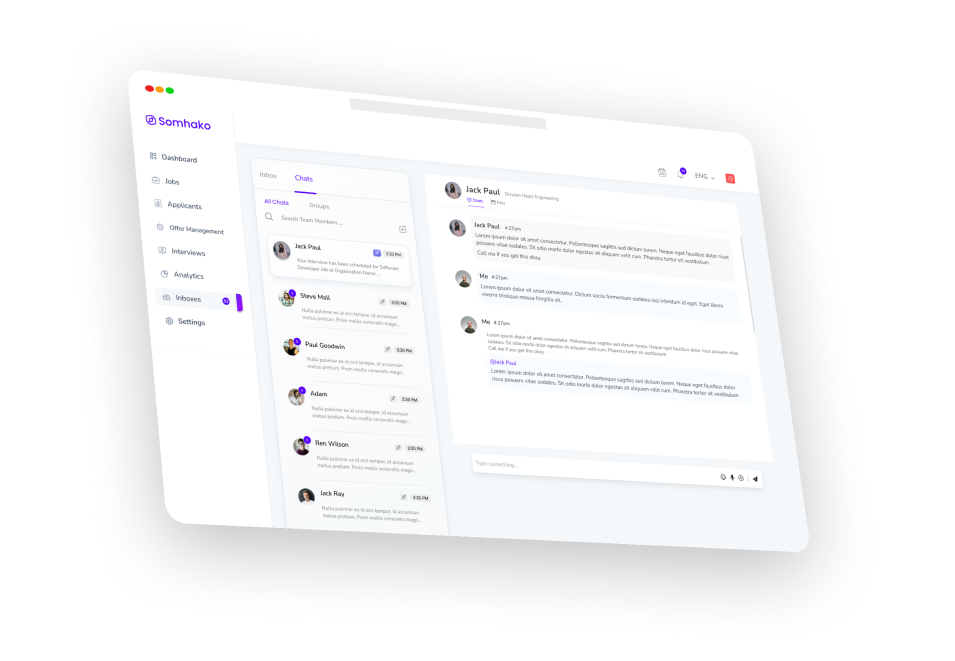 Somhako
Dashboard
Jobs
Applicants
Offer Management
Interviews
Analytics
Inboxes
Settings
ENG
Inbox
Chats
All Chats
Groups
Search Team Members ...
Jack Paul
3:30 PM
Your interview has been scheduled for Software
Developer Job at Organization Name ...
Steve Mall
3:30 PM
Nulla pulvinar ex id orci tempor, id accumsan
metus pretium. Proin mollis venenatis magn...
Paul Goodwin
3:30 PM
Nulla pulvinar ex id orci tempor, id accumsan
metus pretium. Proin mollis venenatis magn...
Adam
3:30 PM
Nulla pulvinar ex id orci tempor, id accumsan
metus pretium. Proin mollis venenatis magn...
Ren Wilson
3:30 PM
Nulla pulvinar ex id orci tempor, id accumsan
metus pretium. Proin mollis venenatis magn...
Jack Ray
3:30 PM
Nulla pulvinar ex id orci tempor, id accumsan
metus pretium. Proin mollis venenatis magn...
Jack Paul Division Head: Engineering
Chats Files
Jack Paul 4:27pm
Lorem ipsum dolor sit amet consectetur. Pellentesque sagittis sed dictum lorem. Neque eget faucibus dolor risus
posuere vitae sodales. Sit odio morbi dolor egestas sit aliquam velit cum. Pharetra tortor sit vestibulum
Call me if you get this okay.
Me 4:27pm
Lorem ipsum dolor sit amet consectetur. Dictum sociis fermentum sodales nisi interdum id eget. Eget libero
viverra tristique massa fringilla sit.
Me 4:27pm
Lorem ipsum dolor sit amet consectetur. Pellentesque sagittis sed dictum lorem. Neque eget faucibus dolor risus posuere vitae
sodales. Sit odio morbi dolor egestas sit aliquam velit cum. Pharetra tortor sit vestibulum
Call me if you get this okay.
@Jack Paul
Lorem ipsum dolor sit amet consectetur. Pellentesque sagittis sed dictum lorem. Neque eget faucibus dolor
risus posuere vitae sodales. Sit odio morbi dolor egestas sit aliquam velit cum. Pharetra tortor sit vestibulum
Type something...